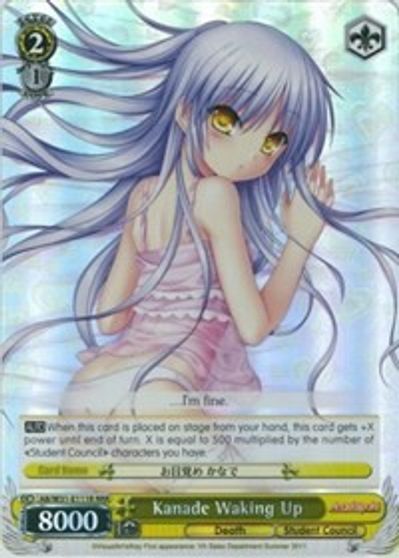 2
1
....I'm fine.
AUTO When this card is placed on stage from your hand, this card gets +X
power until end of turn. X is equal to 500 multiplied by the number of
«Student Council» characters.】
Card Name
お目覚め かなで
Kanade Waking Up
8000
Death
Student Council